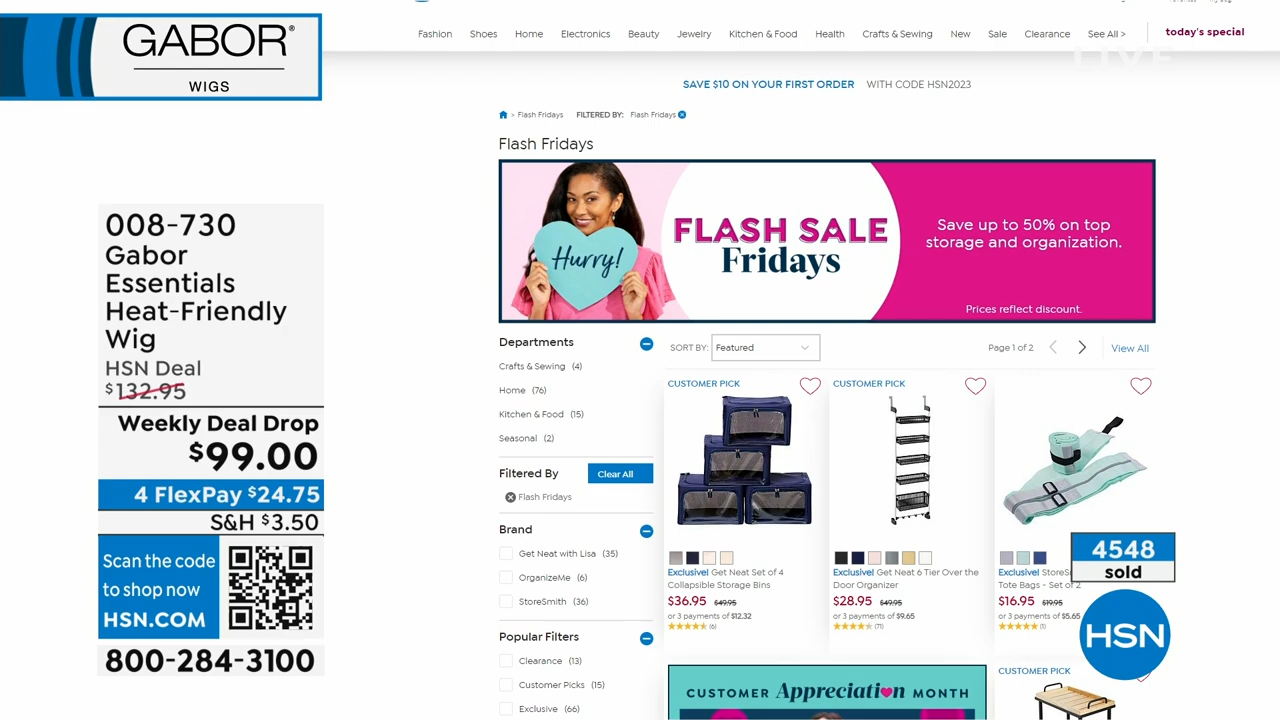 GABOR®
WIGS
Fashion Shoes Home Electronics Beauty Jewelry Kitchen & Food Health Crafts & Sewing New Sale Clearance See All > today's special
LIVE
SAVE $10 ON YOUR FIRST ORDER WITH CODE HSN2023
> Flash Fridays FILTERED BY: Flash Fridays
Flash Fridays
Hurry!
FLASH SALE
Fridays
Save up to 50% on top
storage and organization.
Prices reflect discount.
008-730
Gabor
Essentials
Heat-Friendly
Wig
HSN Deal
$132.95
Weekly Deal Drop
$99.00
4 FlexPay $24.75
S&H $3.50
Scan the code
to shop now
HSN.COM
800-284-3100
Departments
Crafts & Sewing (4)
Home (76)
Kitchen & Food (15)
Seasonal (2)
Filtered By Clear All
Flash Fridays
Brand
Get Neat with Lisa (35)
OrganizeMe (6)
StoreSmith (36)
Popular Filters
Clearance (13)
Customer Picks (15)
Exclusive (66)
SORT BY: Featured
Page 1 of 2 View All
CUSTOMER PICK
Exclusive! Get Neat Set of 4
Collapsible Storage Bins
$36.95 $49.95
or 3 payments of $12.32
(6)
CUSTOMER PICK
Exclusive! Get Neat 6 Tier Over the
Door Organizer
$28.95 $49.95
or 3 payments of $9.65
(71)
Exclusive! StoreS
Tote Bags - Set of 2
$16.95 $19.95
or 3 payments of $5.65
(1)
4548
sold
HSN
CUSTOMER Appreciation MONTH
CUSTOMER PICK